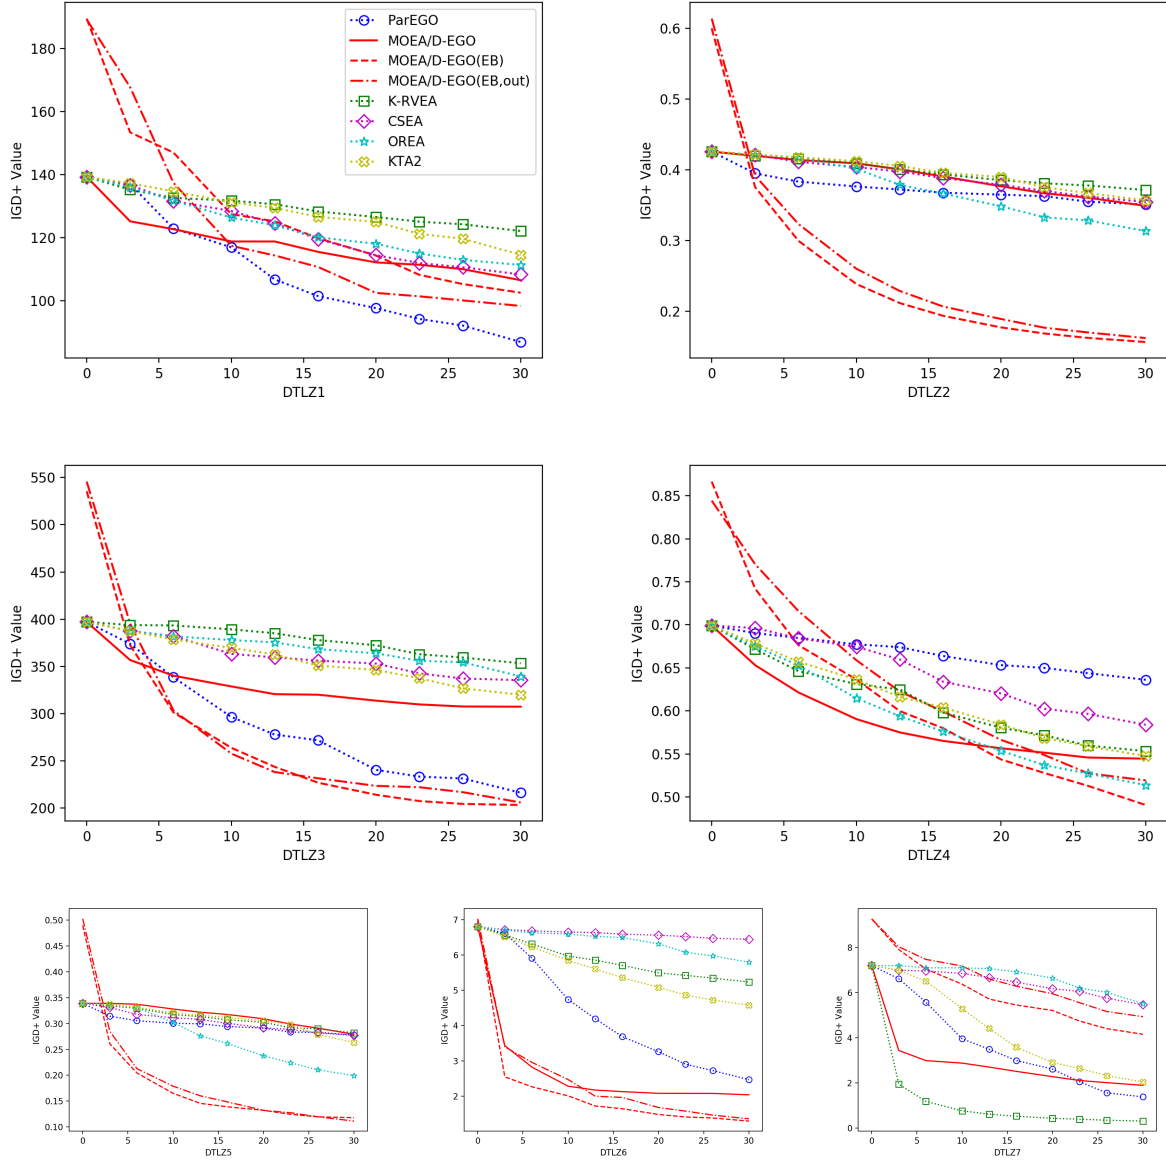 180
160
140
120
100
IGD+ Value
0 5 10 15 20 25 30
DTLZ1
ParEGO
MOEA/D-EGO
MOEA/D-EGO(EB)
MOEA/D-EGO(EB,out)
K-RVEA
CSEA
OREA
KTA2
0.6
0.5
0.4
0.3
0.2
IGD+ Value
0 5 10 15 20 25 30
DTLZ2
550
500
450
400
350
300
250
200
IGD+ Value
0 5 10 15 20 25 30
DTLZ3
0.85
0.80
0.75
0.70
0.65
0.60
0.55
0.50
IGD+ Value
0 5 10 15 20 25 30
DTLZ4
0.50
0.45
0.40
0.35
0.30
0.25
0.20
0.15
0.10
IGD+ Value
0 5 10 15 20 25 30
DTLZ5
7
6
5
4
3
2
IGD+ Value
0 5 10 15 20 25 30
DTLZ6
8
6
4
2
0
IGD+ Value
0 5 10 15 20 25 30
DTLZ7